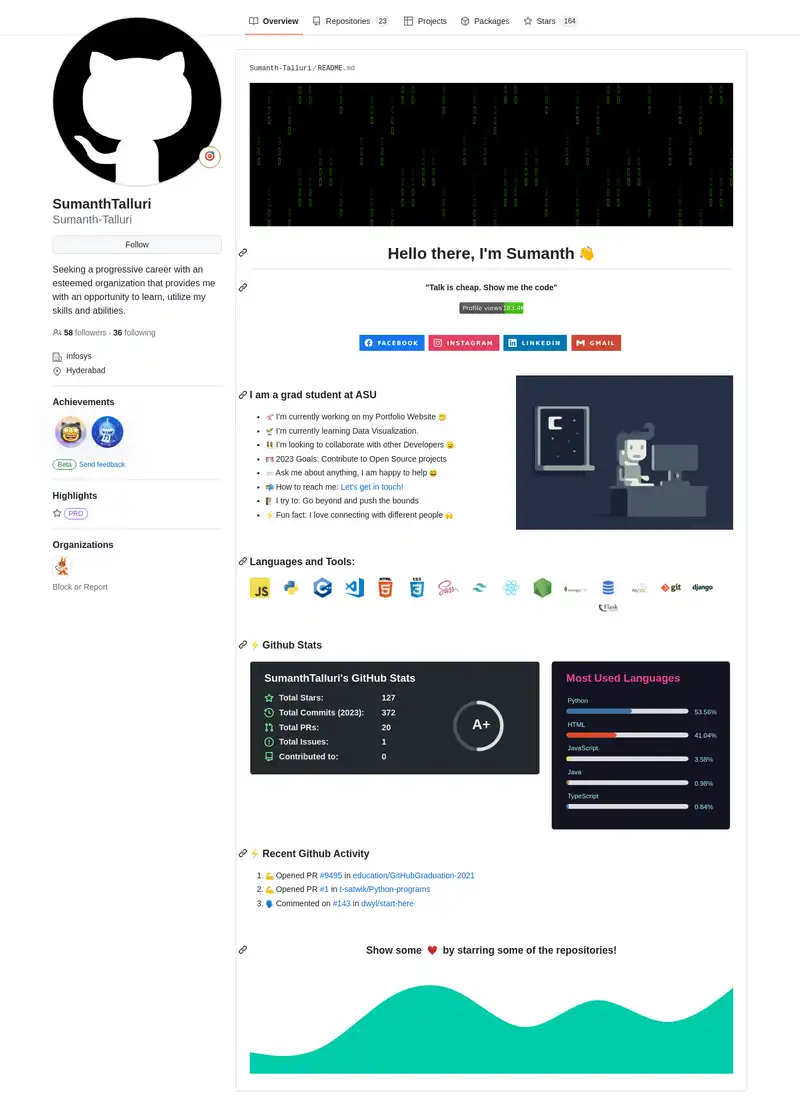 Overview
Repositories 23
Projects
Packages
Stars 164
SumanthTalluri
Sumanth-Talluri
Follow
Seeking a progressive career with an
esteemed organization that provides me
with an opportunity to learn, utilize my
skills and abilities.
58 followers · 36 following
Infosys
Hyderabad
Achievements
Beta Send feedback
Highlights
PRO
Organizations
Block or Report
Sumanth-Talluri/README.md
Hello there, I'm Sumanth 👋
"Talk is cheap. Show me the code"
Profile views 183.4K
FACEBOOK
INSTAGRAM
LINKEDIN
GMAIL
I am a grad student at ASU
I'm currently working on my Portfolio Website
I'm currently learning Data Visualization.
I'm looking to collaborate with other Developers
2023 Goals: Contribute to Open Source projects
Ask me about anything, I am happy to help
How to reach me: Let's get in touch!
I try to: Go beyond and push the bounds
Fun fact: I love connecting with different people
Languages and Tools:
JS
HTML
CSS
Sass
git
django
Flask
⚡ Github Stats
SumanthTalluri's GitHub Stats
Total Stars: 127
Total Commits (2023): 372
Total PRs: 20
Total Issues: 1
Contributed to: 0
A+
Most Used Languages
Python
53.56%
HTML
41.04%
JavaScript
3.58%
Java
0.98%
TypeScript
0.84%
⚡ Recent Github Activity
1. 💪 Opened PR #9495 in education/GitHubGraduation-2021
2. 💪 Opened PR #1 in t-satwik/Python-programs
3. 🗣 Commented on #143 in dwyl/start-here
Show some ❤️ by starring some of the repositories!